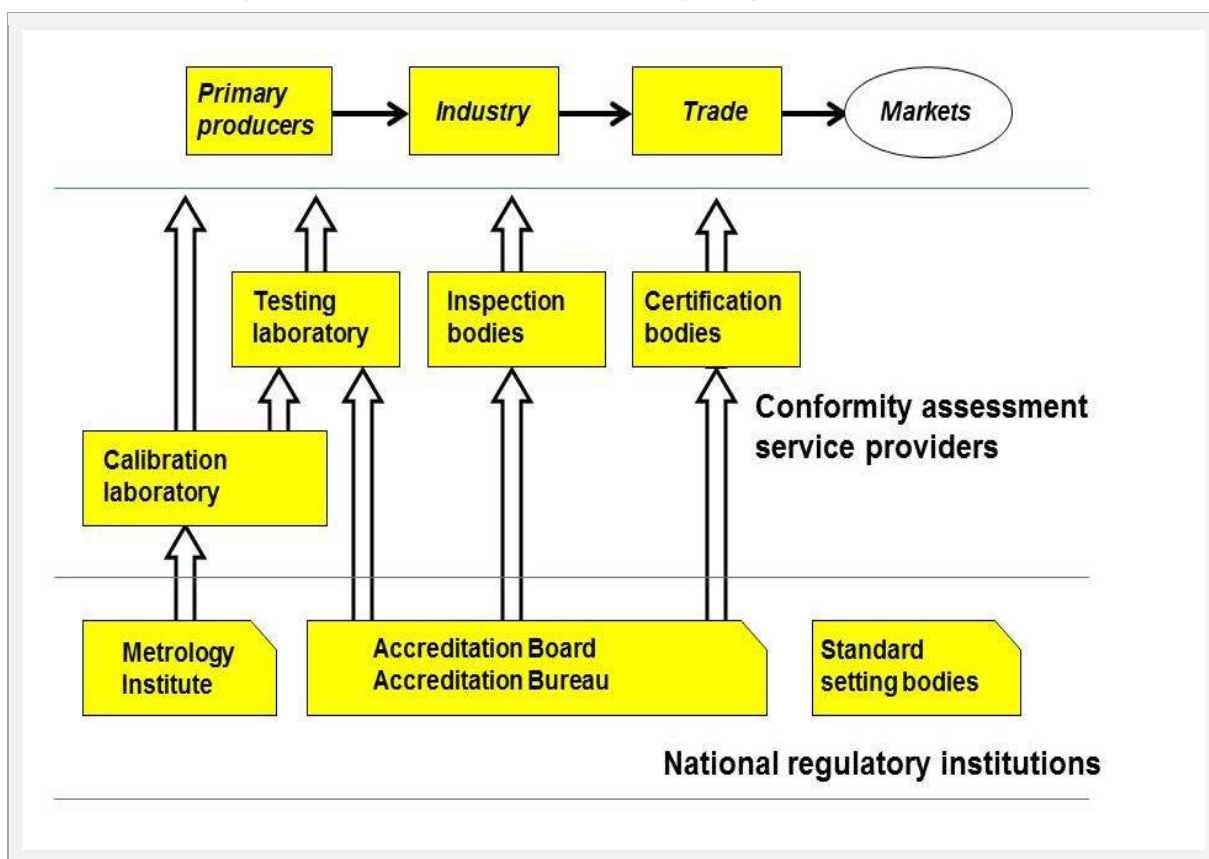 Primary
producers
Industry
Trade
Markets
Testing
laboratory
Inspection
bodies
Certification
bodies
Conformity assessment
service providers
Calibration
laboratory
Metrology
Institute
Accreditation Board
Accreditation Bureau
Standard
setting bodies
National regulatory institutions